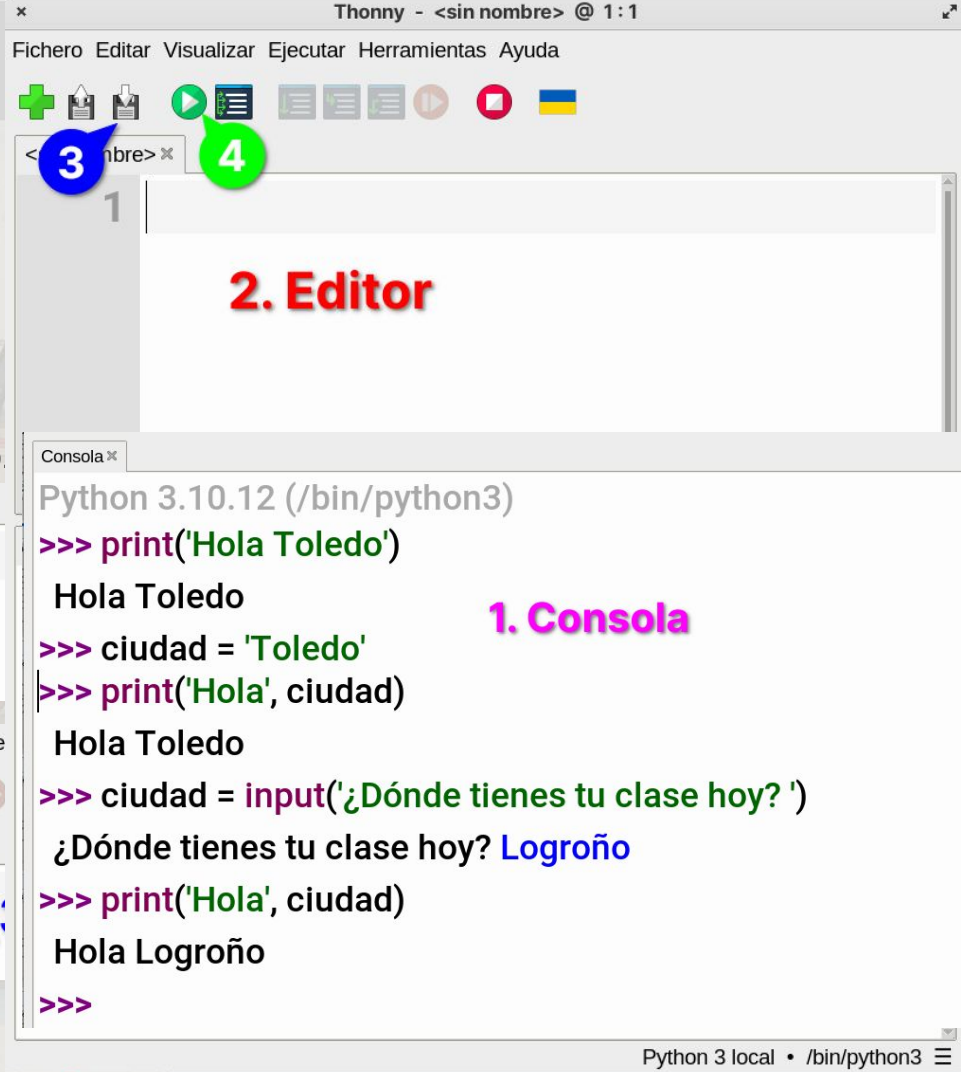 Thonny - <sin nombre> @ 1:1
Fichero Editar Visualizar Ejecutar Herramientas Ayuda
3
4
1
2. Editor
Consola
Python 3.10.12 (/bin/python3)
>>> print('Hola Toledo')
Hola Toledo
1. Consola
>>> ciudad = 'Toledo'
>>> print('Hola', ciudad)
Hola Toledo
>>> ciudad = input('¿Dónde tienes tu clase hoy? ')
¿Dónde tienes tu clase hoy? Logroño
>>> print('Hola', ciudad)
Hola Logroño
>>>
Python 3 local • /bin/python3